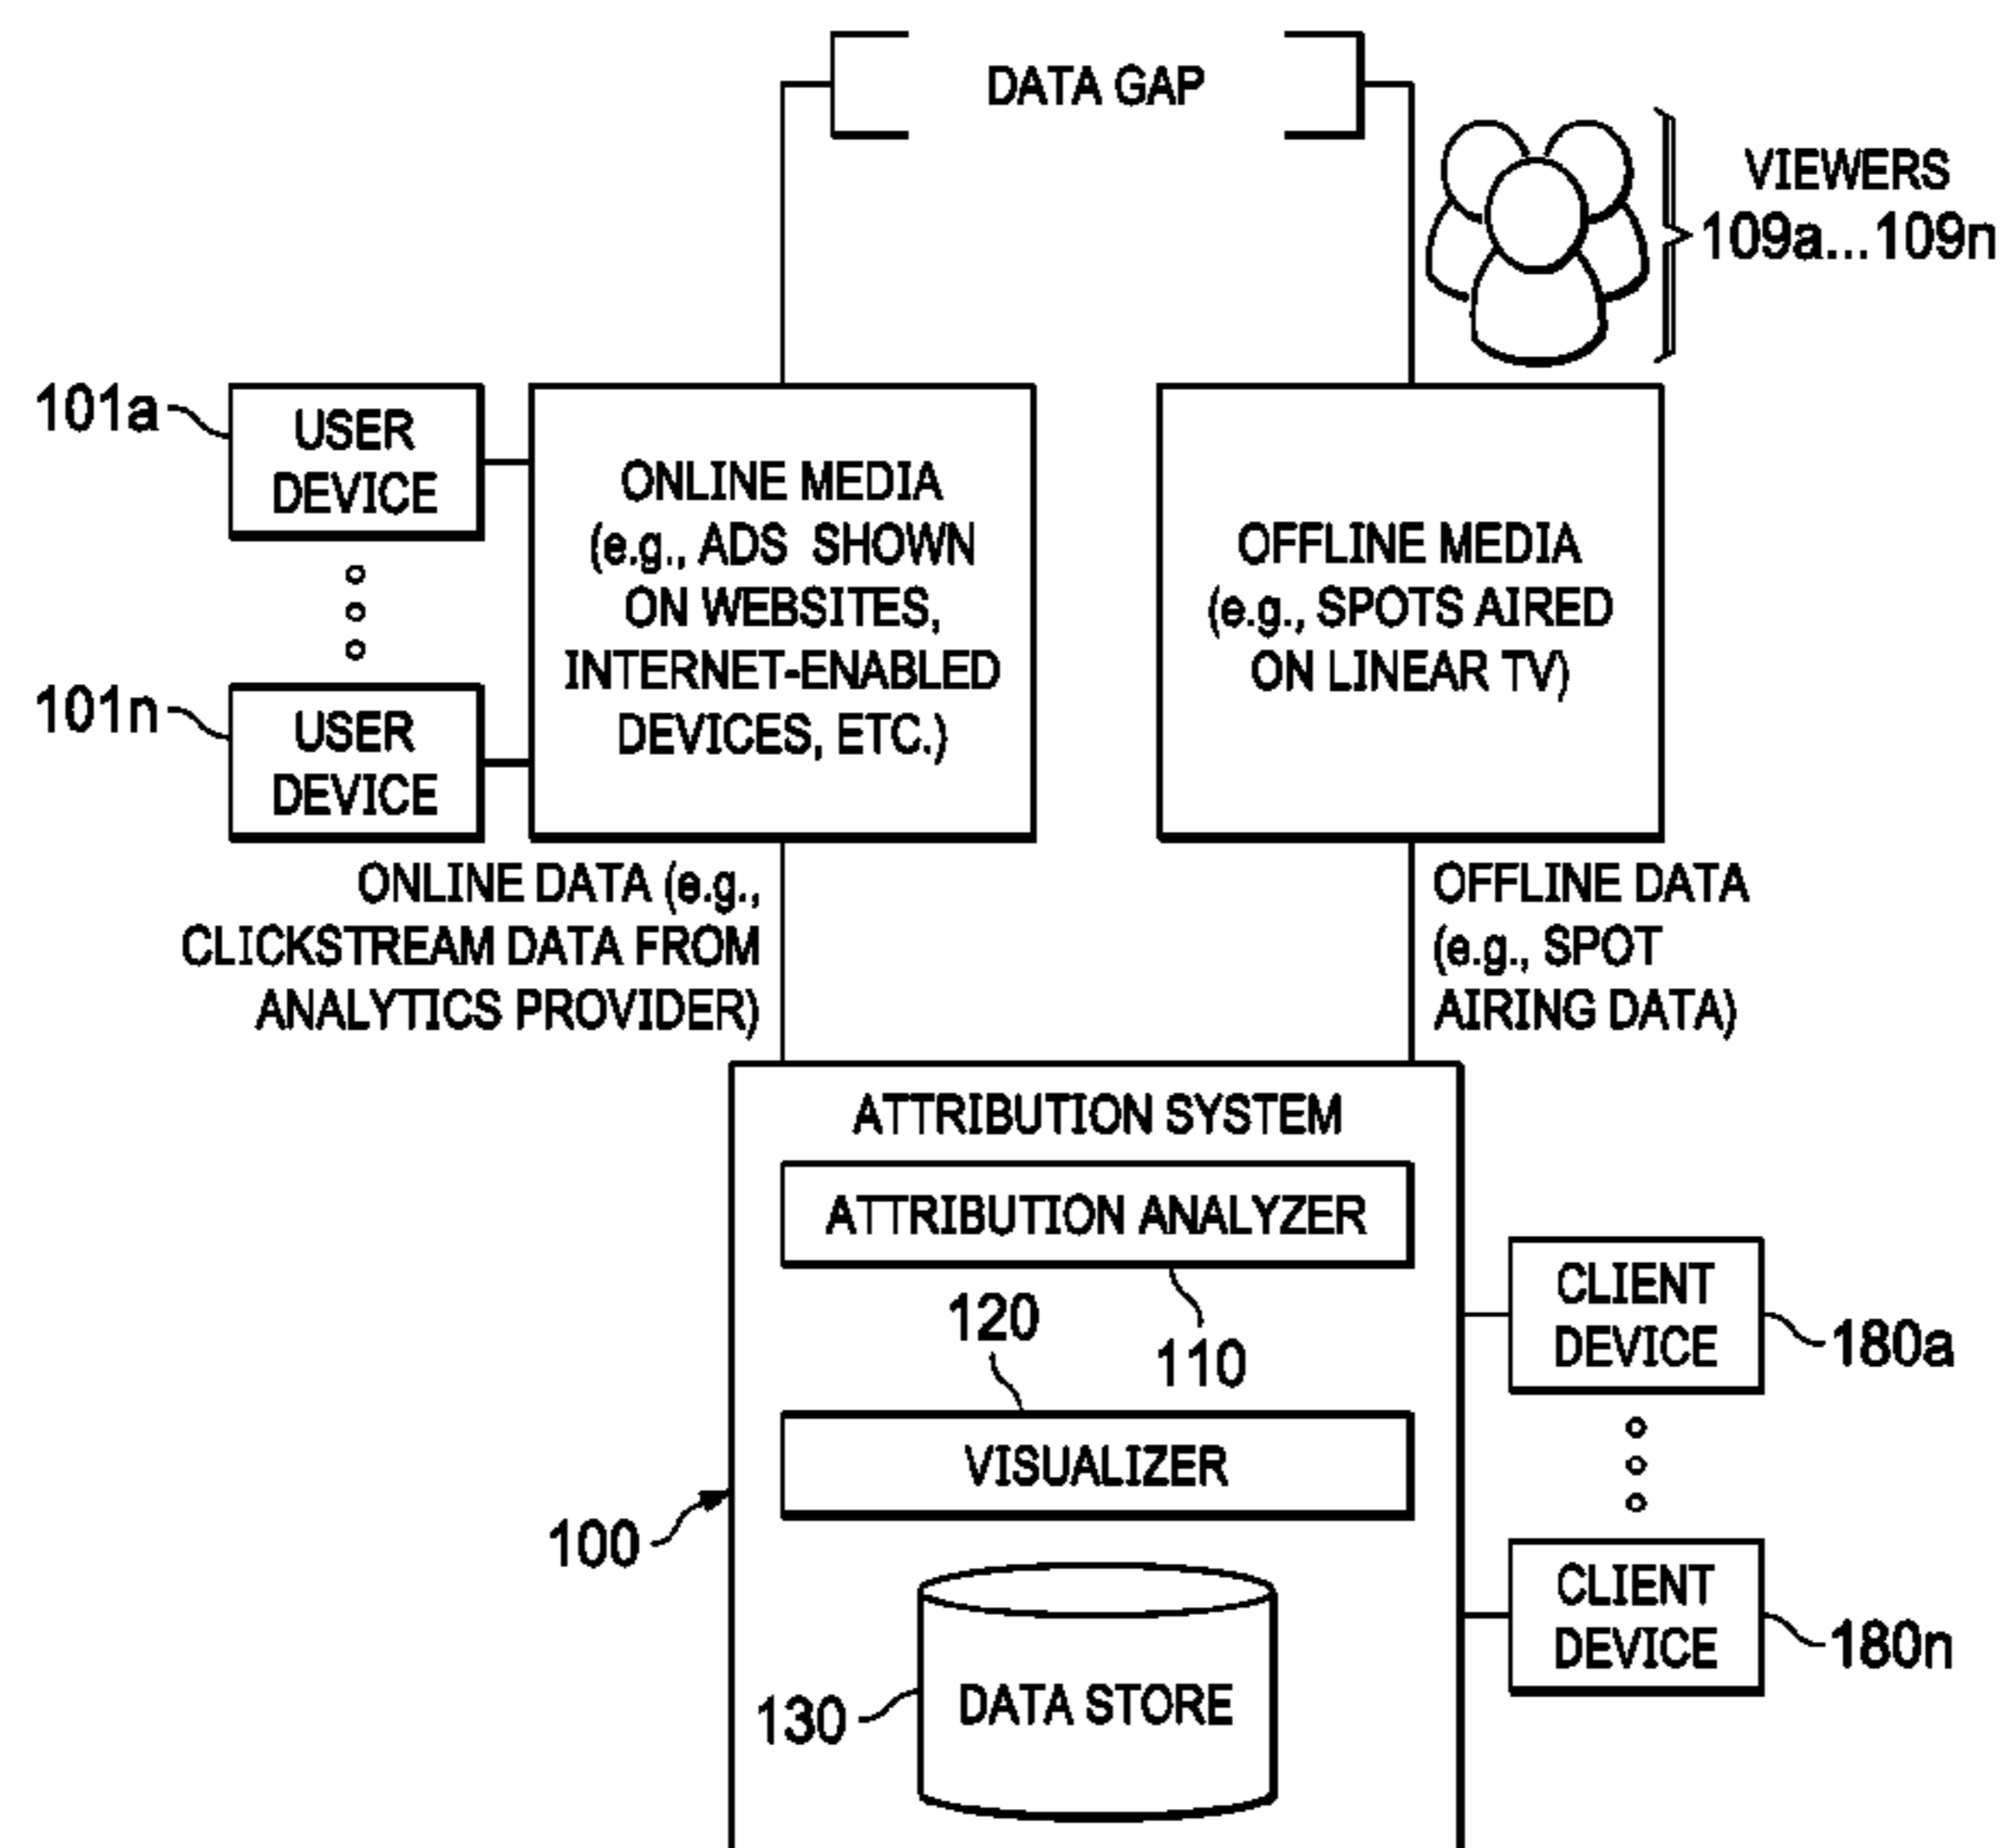 DATA GAP
VIEWERS
109a...109n
101a
USER
DEVICE
101n
USER
DEVICE
ONLINE MEDIA
(e.g., ADS SHOWN
ON WEBSITES,
INTERNET-ENABLED
DEVICES, ETC.)
OFFLINE MEDIA
(e.g., SPOTS AIRED
ON LINEAR TV)
ONLINE DATA (e.g.,
CLICKSTREAM DATA FROM
ANALYTICS PROVIDER)
OFFLINE DATA
(e.g., SPOT
AIRING DATA)
ATTRIBUTION SYSTEM
ATTRIBUTION ANALYZER
110
120
VISUALIZER
100
130
DATA STORE
CLIENT
DEVICE
180a
CLIENT
DEVICE
180n